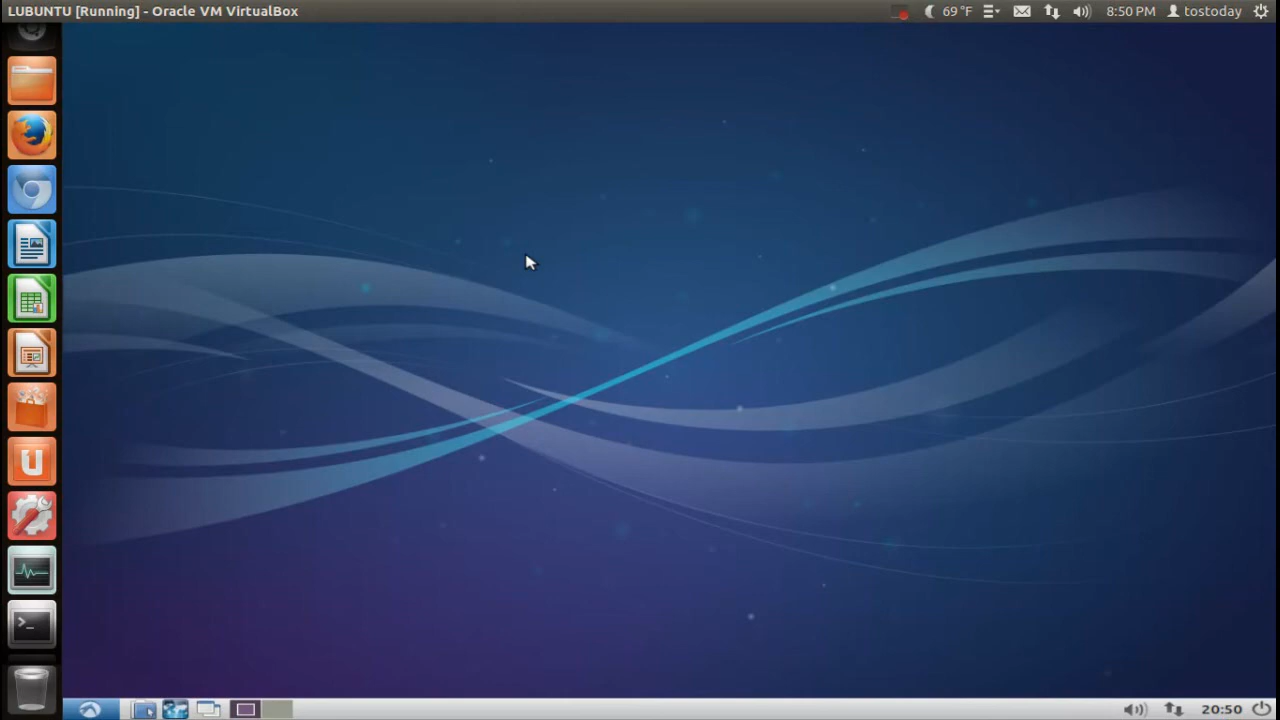 LUBUNTU [Running] - Oracle VM VirtualBox
69 °F
8:50 PM
tostoday
20:50